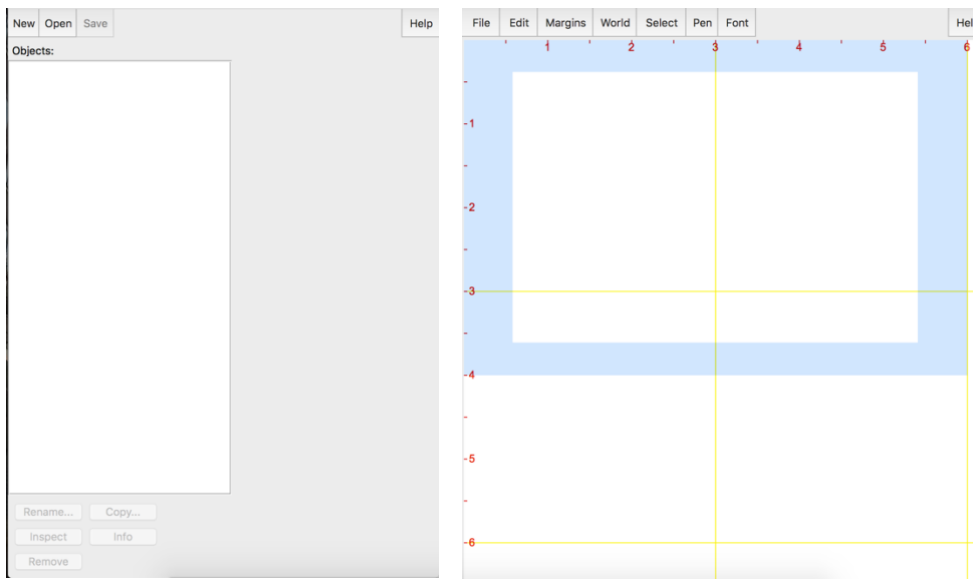 New Open Save Help
Objects:
Rename... Copy...
Inspect Info
Remove
File Edit Margins World Select Pen Font Hel
1 2 3 4 5 6
-1
-2
-3
-4
-5
-6